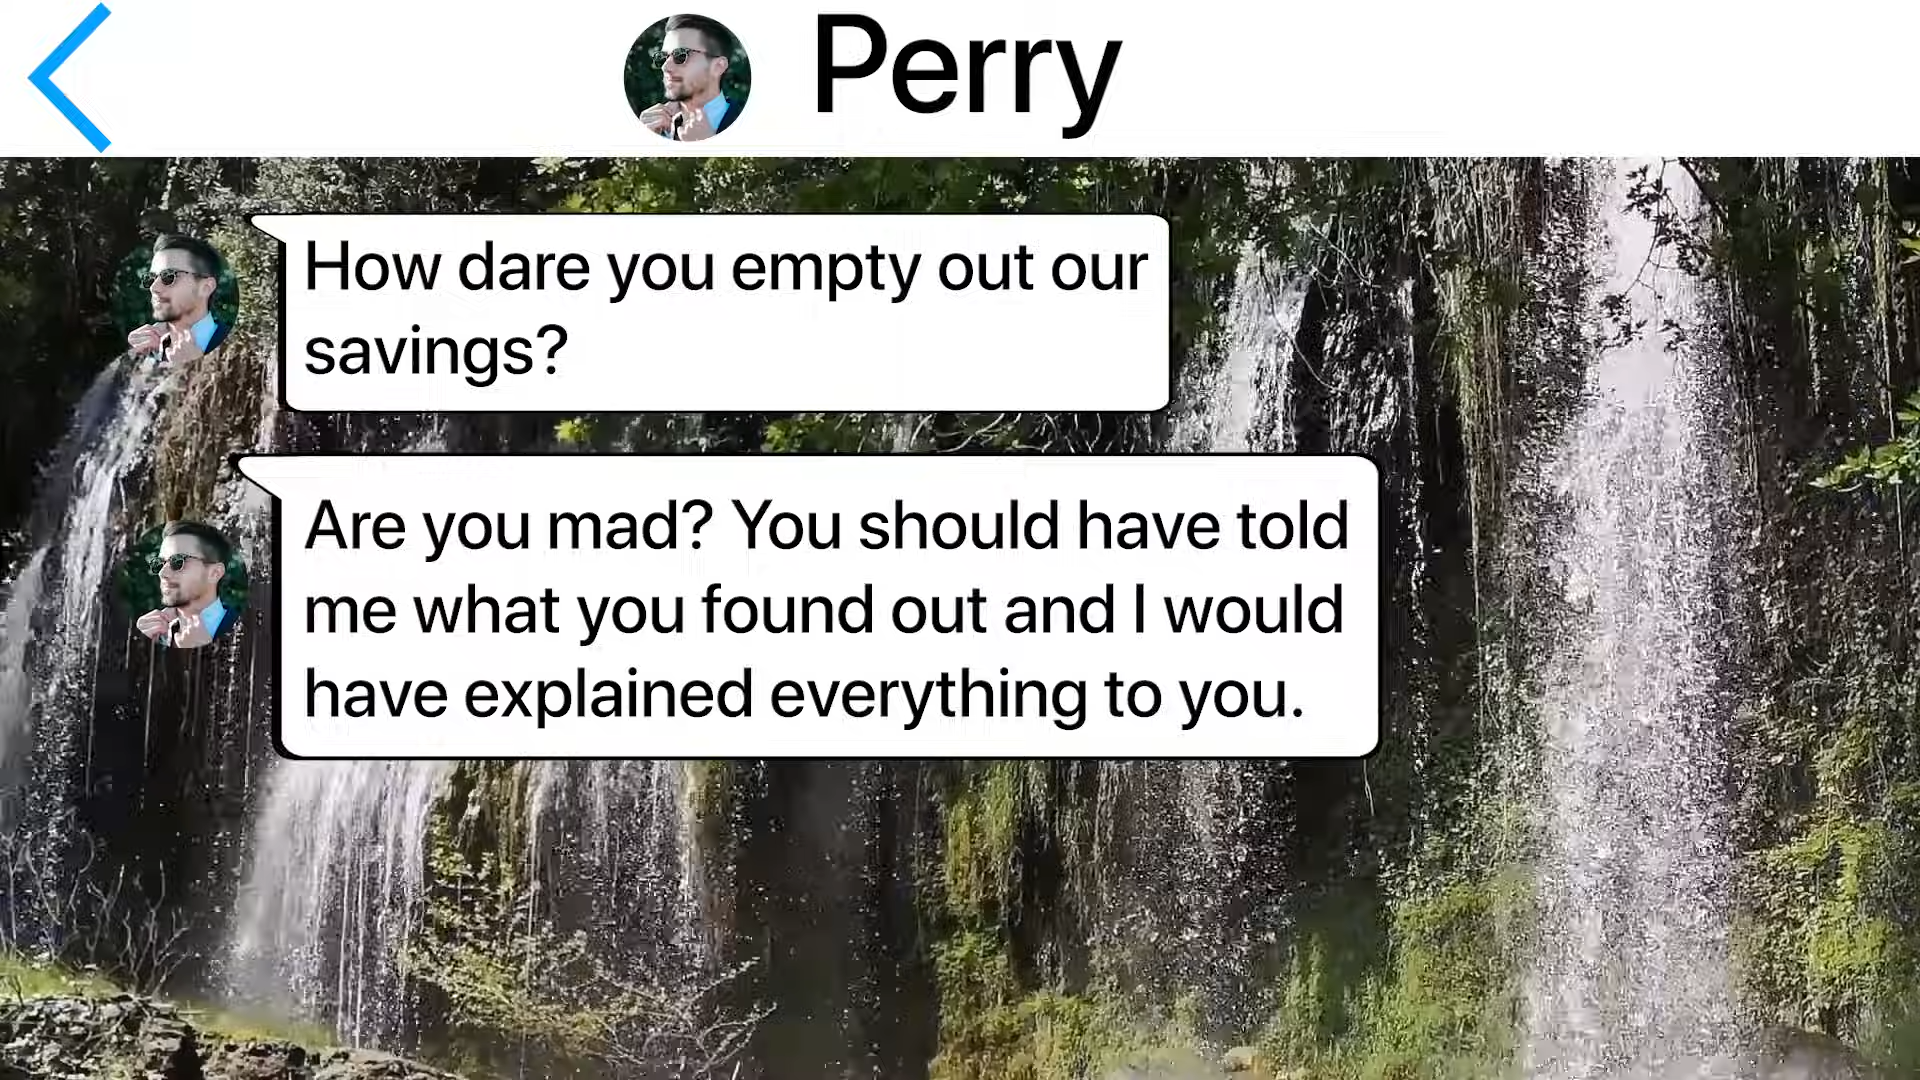 Perry
How dare you empty out our
savings?
Are you mad? You should have told
me what you found out and I would
have explained everything to you.